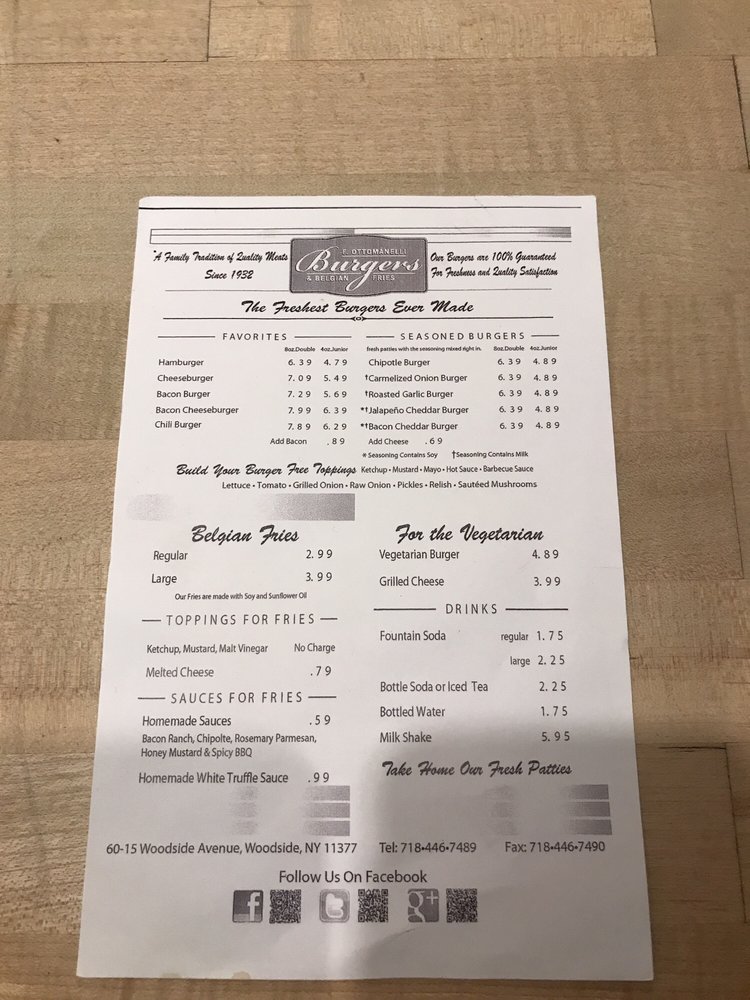 "A Family Tradition of Quality Meats
Since 1932
F. OTTOMANELLI
Burgers
& BELGIAN FRIES
Our Burgers are 100% Guaranteed
For Freshness and Quality Satisfaction
The Freshest Burgers Ever Made
FAVORITES
8oz.Double 4oz.Junior
Hamburger 6.39 4.79
Cheeseburger 7.09 5.49
Bacon Burger 7.29 5.69
Bacon Cheeseburger 7.99 6.39
Chili Burger 7.89 6.29
Add Bacon .89
SEASONED BURGERS
fresh patties with the seasoning mixed right in. 8oz.Double 4oz.Junior
Chipotle Burger 6.39 4.89
†Carmelized Onion Burger 6.39 4.89
†Roasted Garlic Burger 6.39 4.89
*†Jalapeño Cheddar Burger 6.39 4.89
*†Bacon Cheddar Burger 6.39 4.89
Add Cheese .69
* Seasoning Contains Soy †Seasoning Contains Milk
Build Your Burger Free Toppings Ketchup • Mustard • Mayo • Hot Sauce • Barbecue Sauce
Lettuce • Tomato • Grilled Onion • Raw Onion • Pickles • Relish • Sautéed Mushrooms
Belgian Fries
Regular 2.99
Large 3.99
Our Fries are made with Soy and Sunflower Oil
TOPPINGS FOR FRIES
Ketchup, Mustard, Malt Vinegar No Charge
Melted Cheese .79
SAUCES FOR FRIES
Homemade Sauces .59
Bacon Ranch, Chipolte, Rosemary Parmesan,
Honey Mustard & Spicy BBQ
Homemade White Truffle Sauce .99
For the Vegetarian
Vegetarian Burger 4.89
Grilled Cheese 3.99
DRINKS
Fountain Soda regular 1.75
large 2.25
Bottle Soda or Iced Tea 2.25
Bottled Water 1.75
Milk Shake 5.95
Take Home Our Fresh Patties
60-15 Woodside Avenue, Woodside, NY 11377 Tel: 718•446•7489 Fax: 718•446•7490
Follow Us On Facebook
f t g+